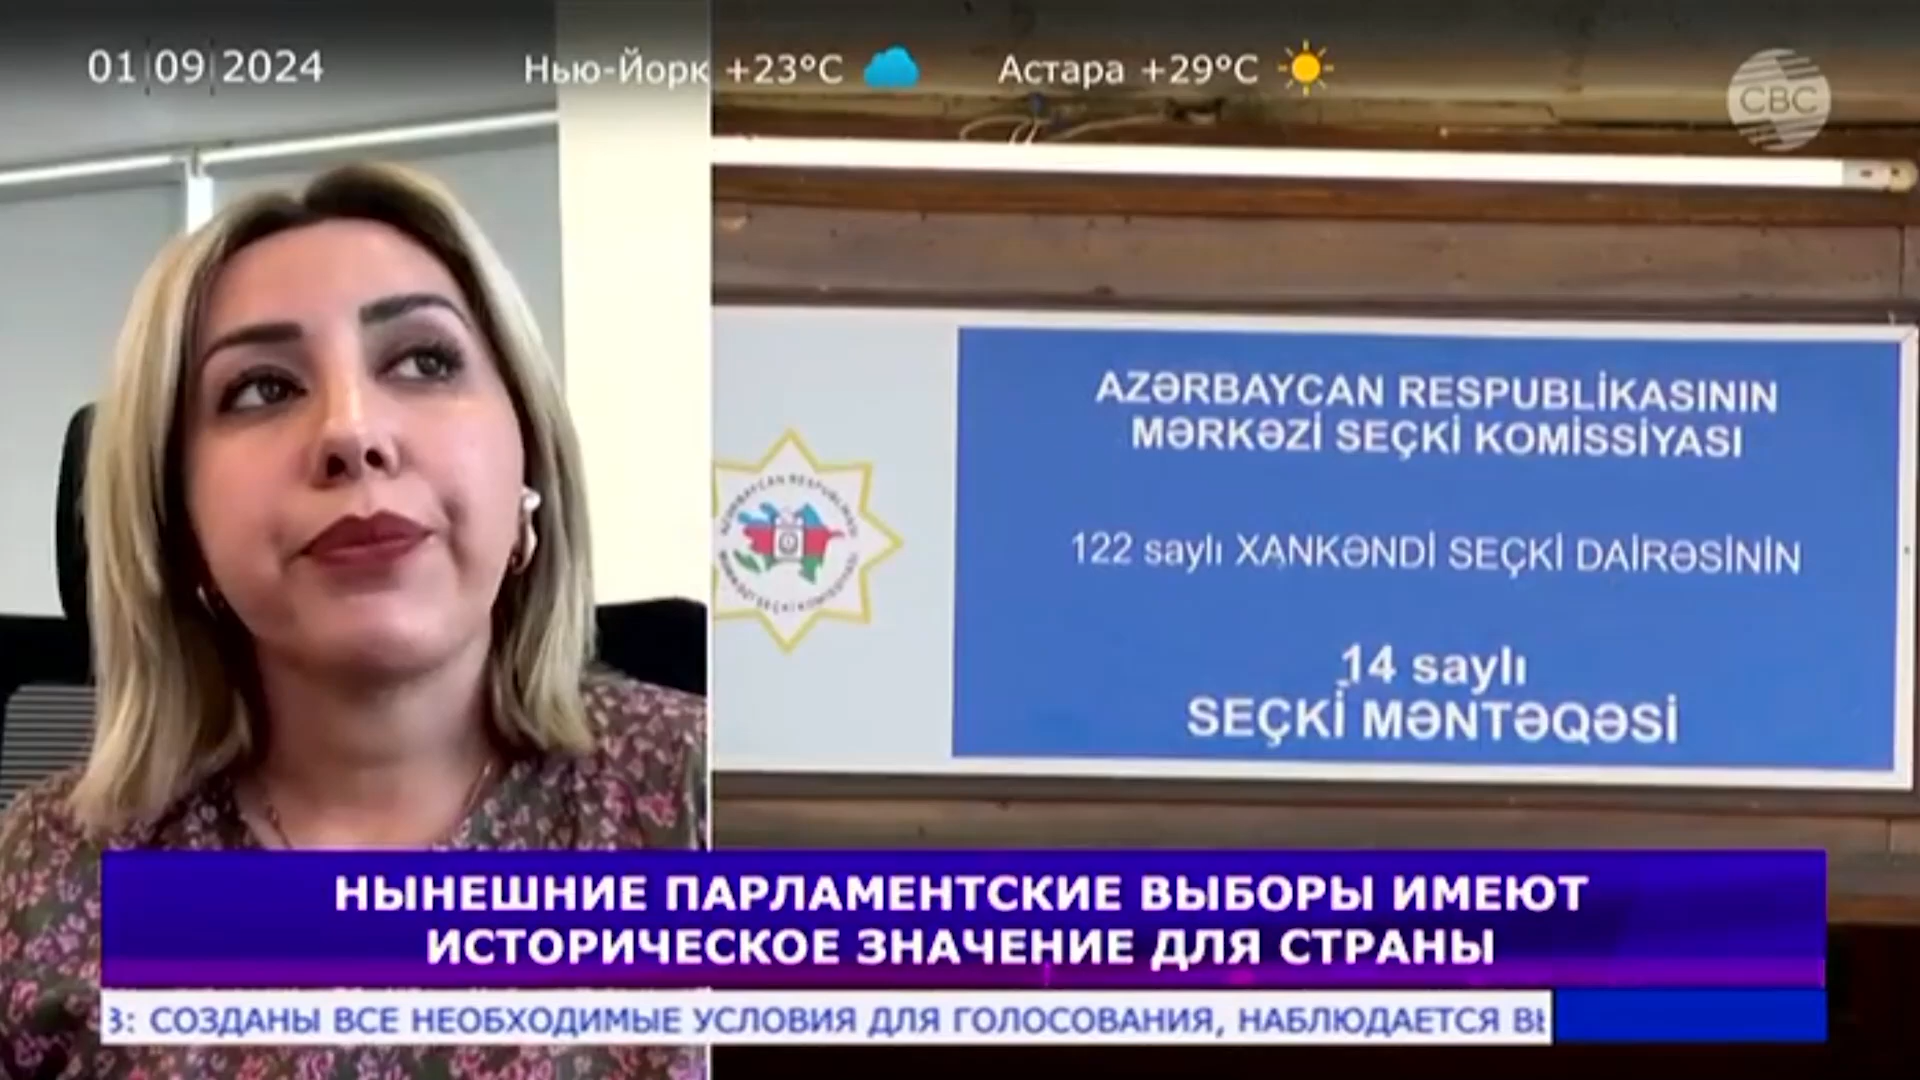 01|09|2024
Нью-Йорк +23°C
Астара +29°C
CBC
AZƏRBAYCAN RESPUBLİKASININ
MƏRKƏZİ SEÇKİ KOMİSSİYASI
122 saylı XANKƏNDİ SEÇKİ DAİRƏSİNİN
14 saylı
SEÇKİ MƏNTƏQƏSİ
НЫНЕШНИЕ ПАРЛАМЕНТСКИЕ ВЫБОРЫ ИМЕЮТ
ИСТОРИЧЕСКОЕ ЗНАЧЕНИЕ ДЛЯ СТРАНЫ
: СОЗДАНЫ ВСЕ НЕОБХОДИМЫЕ УСЛОВИЯ ДЛЯ ГОЛОСОВАНИЯ, НАБЛЮДАЕТСЯ